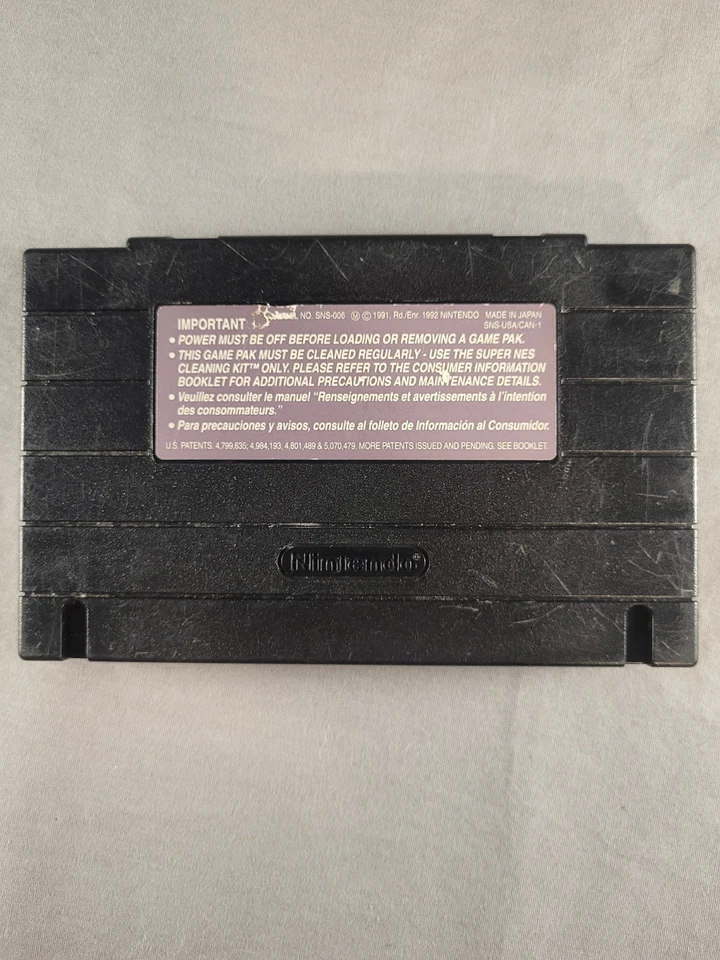 IMPORTANT NO. SNS-006 Ⓜ © 1991, Rd /Enr. 1992 NINTENDO MADE IN JAPAN
SNS-USA/CAN-1
• POWER MUST BE OFF BEFORE LOADING OR REMOVING A GAME PAK.
• THIS GAME PAK MUST BE CLEANED REGULARLY - USE THE SUPER NES
CLEANING KIT™ ONLY. PLEASE REFER TO THE CONSUMER INFORMATION
BOOKLET FOR ADDITIONAL PRECAUTIONS AND MAINTENANCE DETAILS.
• Veuillez consulter le manuel “Renseignements et avertissements à l'intention
des consommateurs.”
• Para precauciones y avisos, consulte al folleto de Información al Consumidor.
U.S. PATENTS: 4,799,635; 4,984,193; 4,801,489 & 5,070,479. MORE PATENTS ISSUED AND PENDING. SEE BOOKLET.
Nintendo®